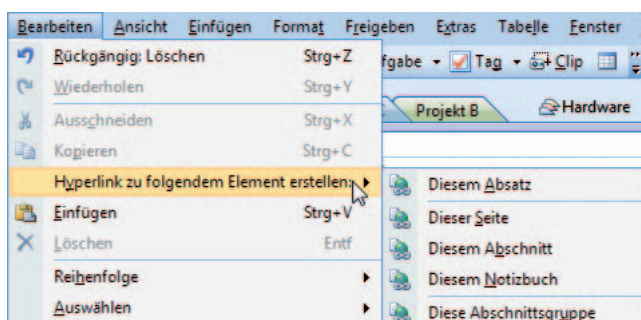 Bearbeiten Ansicht Einfügen Format Freigeben Extras Tabelle Fenster
Rückgängig: Löschen Strg+Z
fgabe Tag Clip
Wiederholen Strg+Y
Ausschneiden Strg+X
Projekt B Hardware
Kopieren Strg+C
Hyperlink zu folgendem Element erstellen:
Diesem Absatz
Einfügen Strg+V
Dieser Seite
Löschen Entf
Diesem Abschnitt
Reihenfolge
Diesem Notizbuch
Auswählen
Diese Abschnittsgruppe